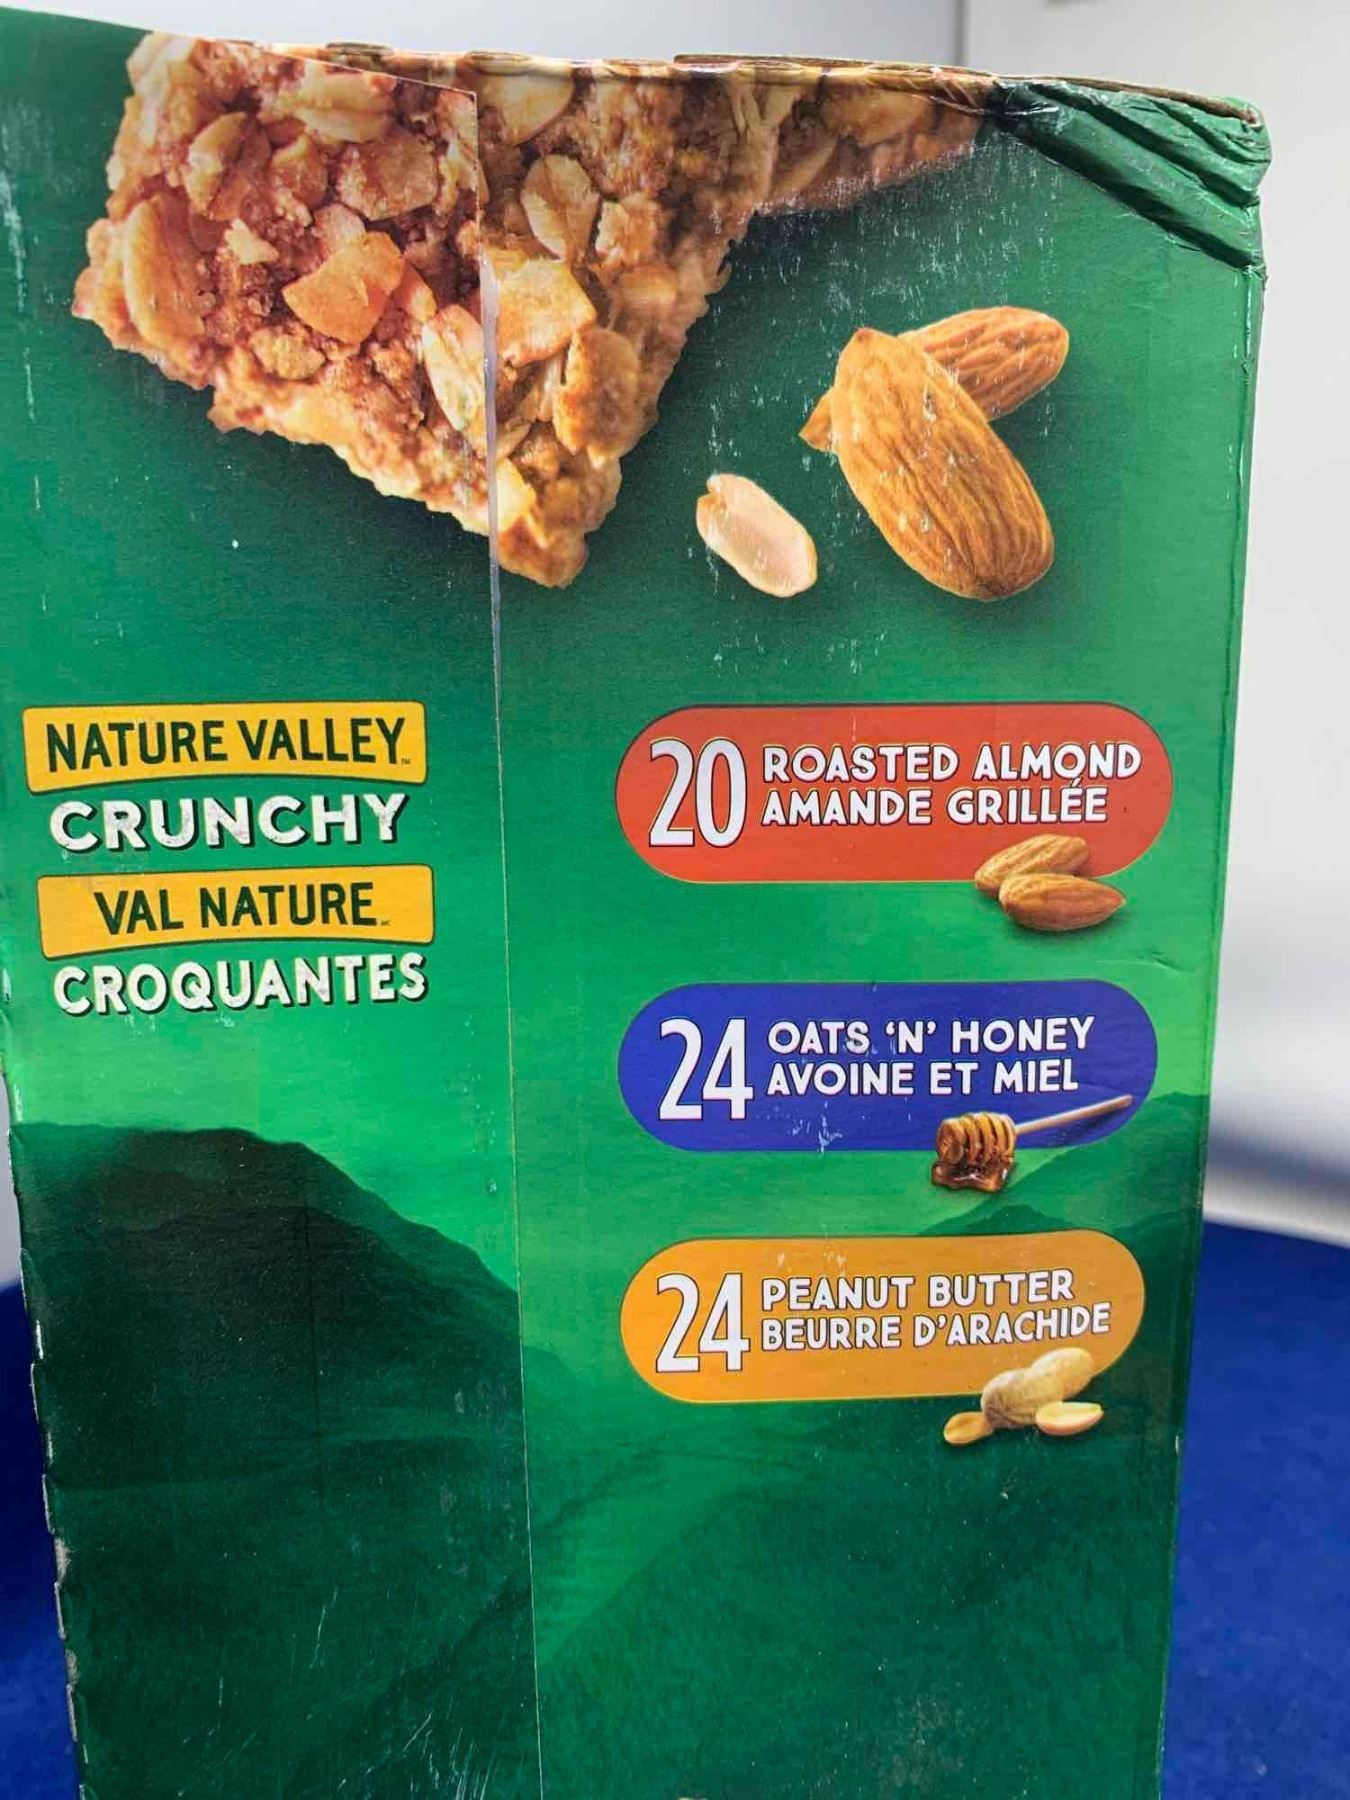 NATURE VALLEY™
CRUNCHY
VAL NATURE
CROQUANTES
20 ROASTED ALMOND
AMANDE GRILLÉE
24 OATS 'N' HONEY
AVOINE ET MIEL
24 PEANUT BUTTER
BEURRE D'ARACHIDE